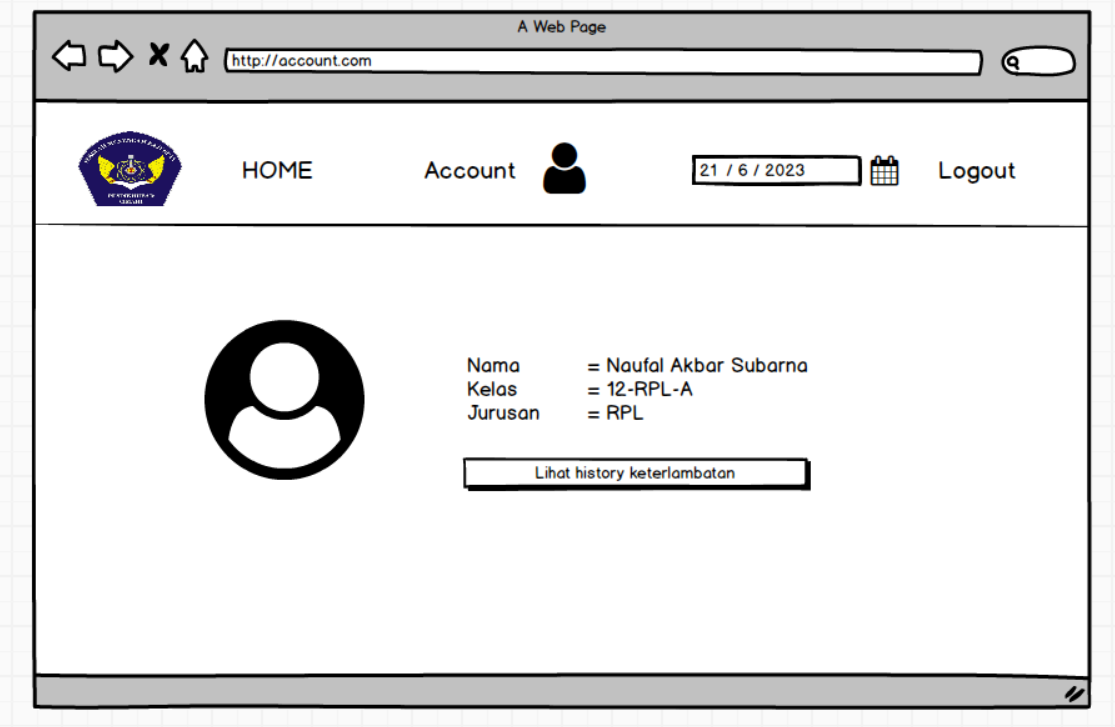 A Web Page
http://account.com
HOME
Account
21 / 6 / 2023
Logout
Nama = Naufal Akbar Subarna
Kelas = 12-RPL-A
Jurusan = RPL
Lihat history keterlambatan